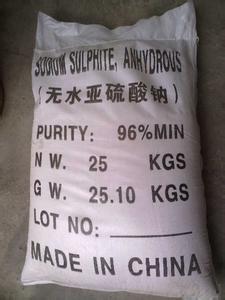 SODIUM SULPHITE, ANHYDROUS
(无水亚硫酸钠)
PURITY: 96%MIN
N W. 25 KGS
G W. 25.10 KGS
LOT NO:
MADE IN CHINA